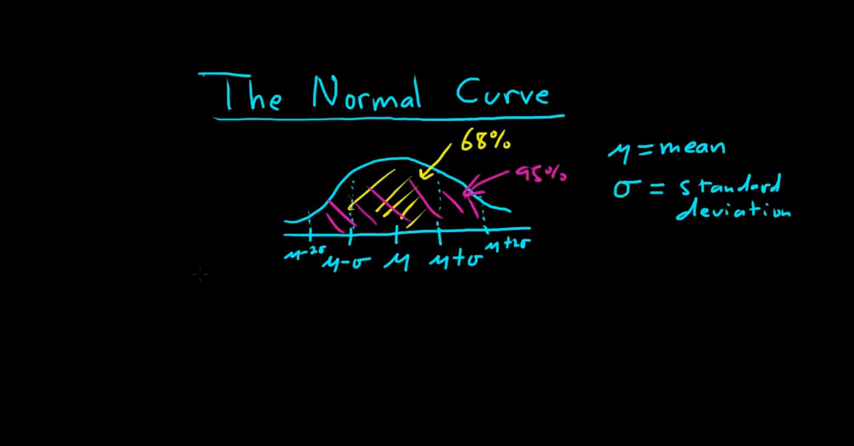 The Normal Curve
68%
95%
μ = mean
σ = standard
deviation
μ-2σ μ-σ μ μ+σ μ+2σ